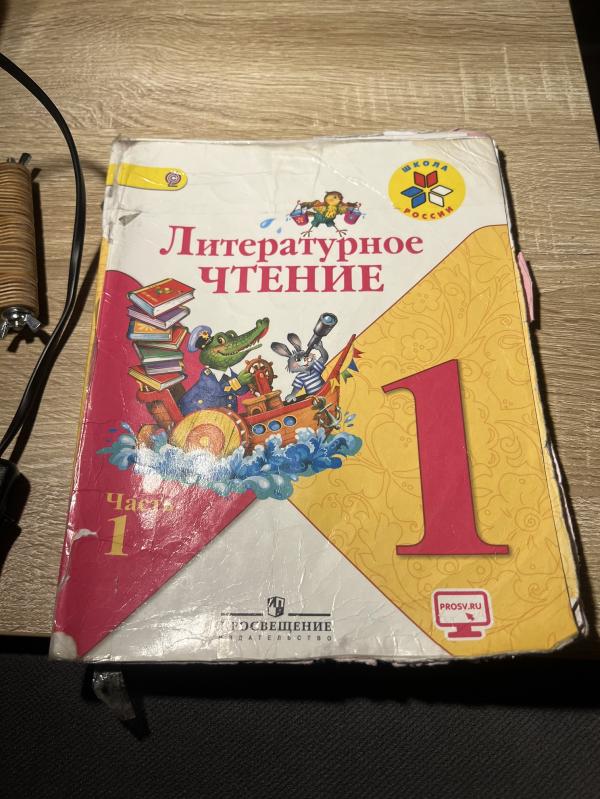 ШКОЛА
РОССИИ
Литературное
ЧТЕНИЕ
1
Часть
1
PROSV.RU
ПРОСВЕЩЕНИЕ
ИЗДАТЕЛЬСТВО